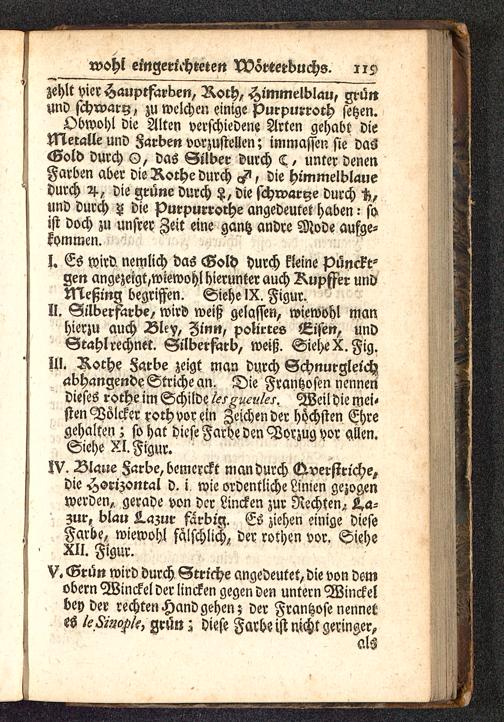 wohl eingerichteten Wörterbuchs. 119
zehlt vier Hauptfarben, Roth, Himmelblau, grün
und schwartz, zu welchen einige Purpurroth setzen.
Obwohl die Alten verschiedene Arten gehabt die
Metalle und Farben vorzustellen; immassen sie das
Gold durch ☉, das Silber durch ☾, unter denen
Farben aber die Rothe durch ♂, die himmelblaue
durch ♃, die grüne durch ♀, die schwartze durch ♄,
und durch ☿ die Purpurrothe angedeutet haben: so
ist doch zu unsrer Zeit eine gantz andre Mode aufge-
kommen.
I. Es wird nemlich das Gold durch kleine Pünckt-
gen angezeigt, wiewohl hierunter auch Kupffer und
Meßing begriffen. Siehe IX. Figur.
II. Silberfarbe, wird weiß gelassen, wiewohl man
hierzu auch Bley, Zinn, polirtes Eisen, und
Stahl rechnet. Silberfarb, weiß. Siehe X. Fig.
III. Rothe Farbe zeigt man durch Schnurgleich
abhangende Striche an. Die Frantzosen nennen
dieses rothe im Schilde les gueules. Weil die mei-
sten Völcker roth vor ein Zeichen der höchsten Ehre
gehalten; so hat diese Farbe den Vorzug vor allen.
Siehe XI. Figur.
IV. Blaue Farbe, bemerckt man durch Qverstriche,
die Horizontal d. i. wie ordentliche Linien gezogen
werden, gerade von der Lincken zur Rechten, La-
zur, blau Lazur färbig. Es ziehen einige diese
Farbe, wiewohl fälschlich, der rothen vor. Siehe
XII. Figur.
V. Grün wird durch Striche angedeutet, die von dem
obern Winckel der lincken gegen den untern Winckel
bey der rechten Hand gehen; der Frantzose nennet
es le Sinople, grün; diese Farbe ist nicht geringer,
als